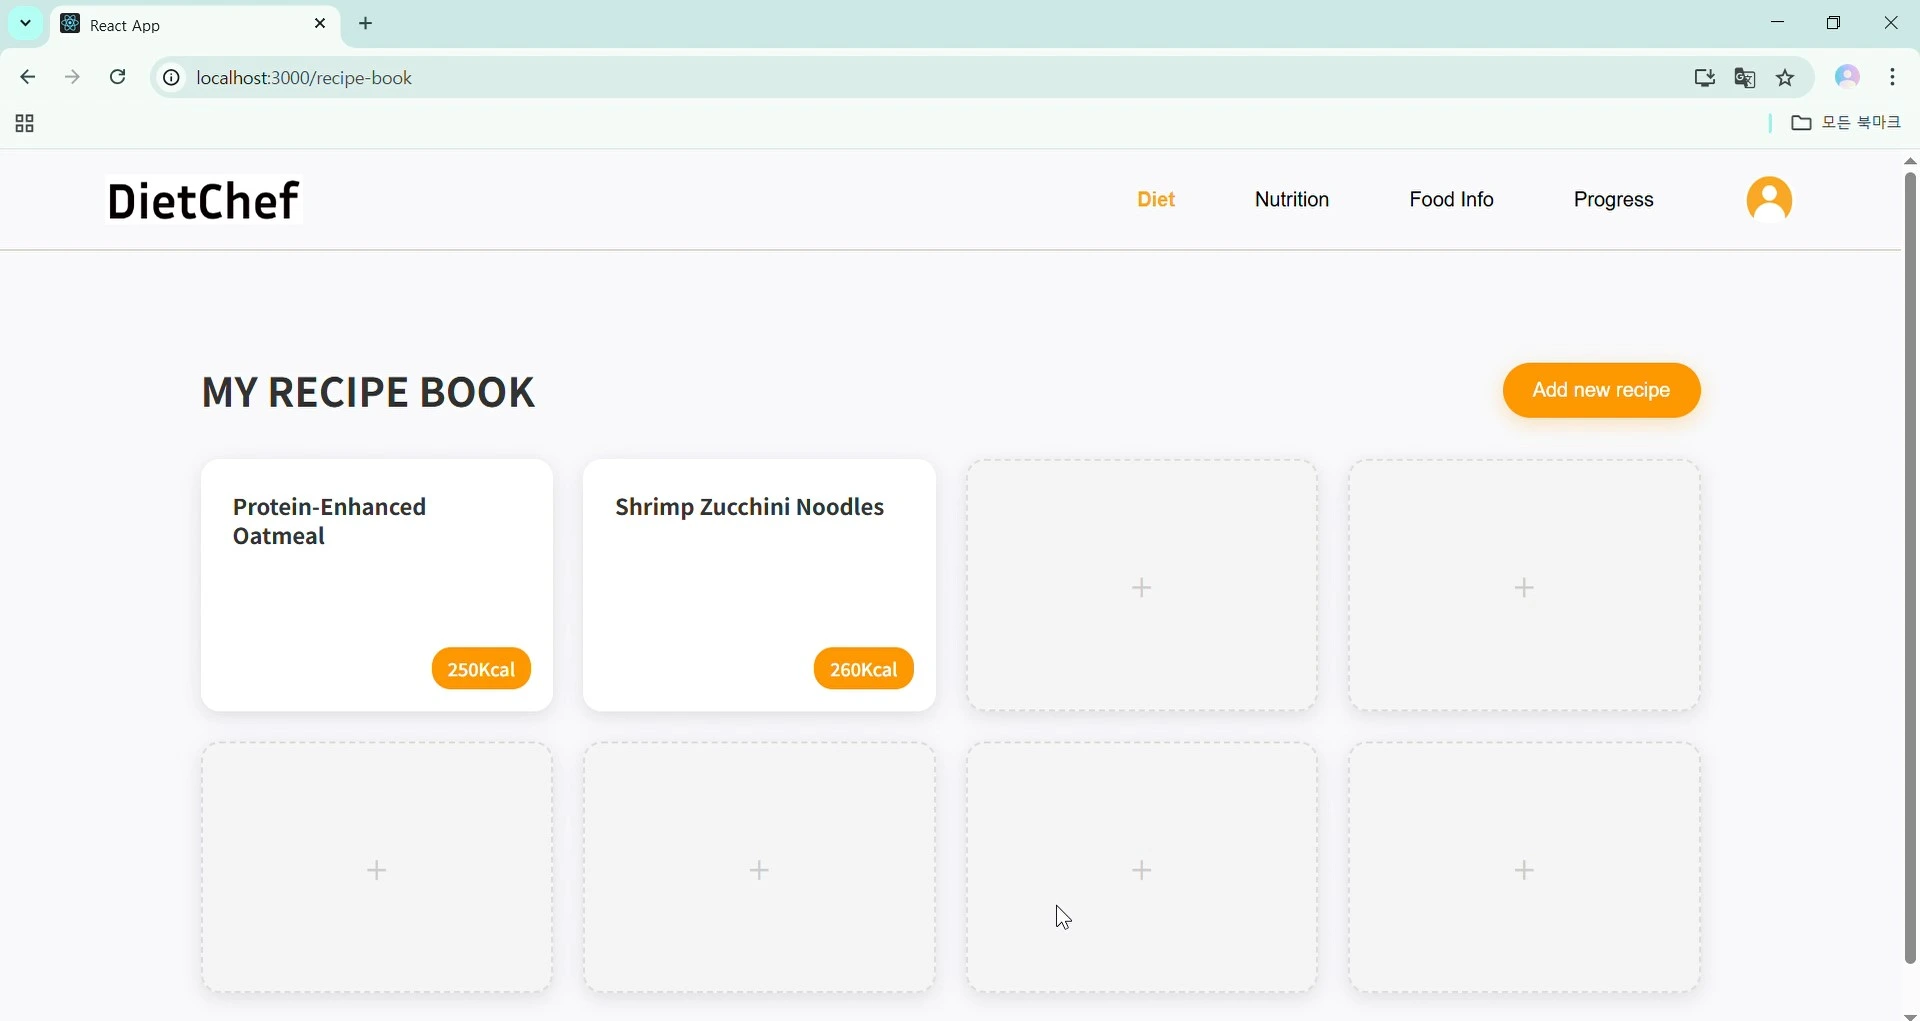 React App
localhost:3000/recipe-book
모든 북마크
DietChef
Diet
Nutrition
Food Info
Progress
MY RECIPE BOOK
Add new recipe
Protein-Enhanced
Oatmeal
250Kcal
Shrimp Zucchini Noodles
260Kcal
+
+
+
+
+
+